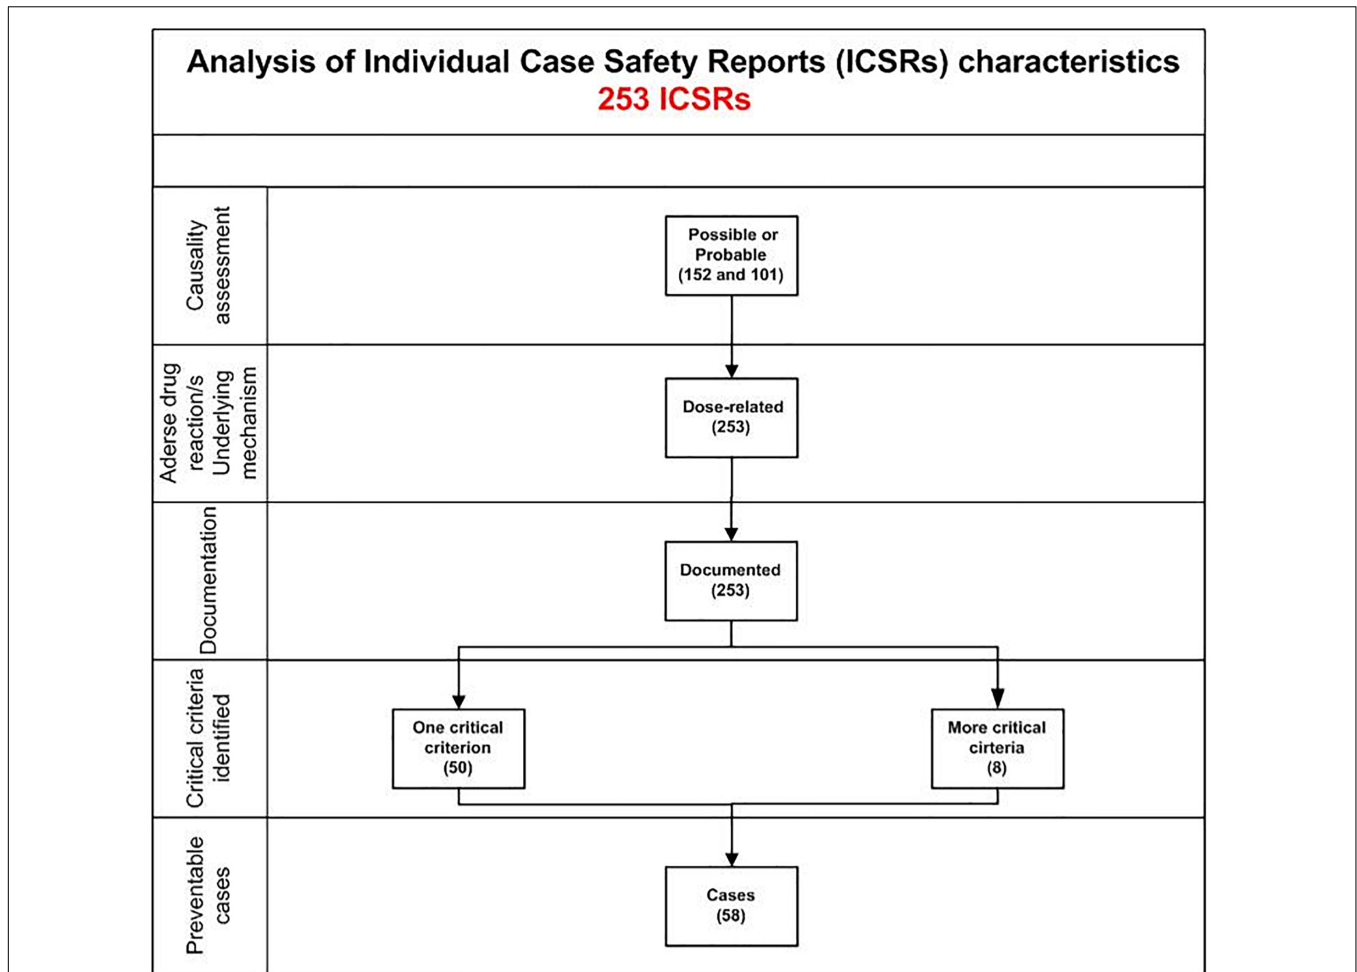 Analysis of Individual Case Safety Reports (ICSRs) characteristics
253 ICSRs
Causality
assessment
Possible or
Probable
(152 and 101)
Aderse drug
reaction/s
Underlying
mechanism
Dose-related
(253)
Documentation
Documented
(253)
Critical criteria
identified
One critical
criterion
(50)
More critical
cirteria
(8)
Preventable
cases
Cases
(58)